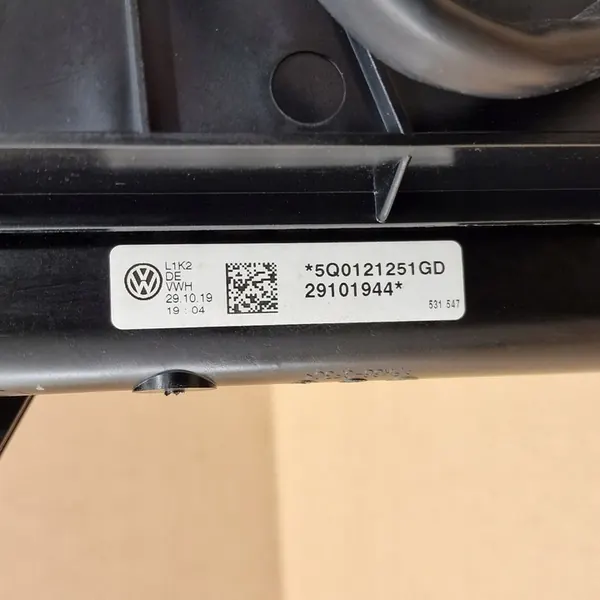 L1K2
DE
VWH
29.10.19
19:04
*5Q0121251GD
29101944*
531 547